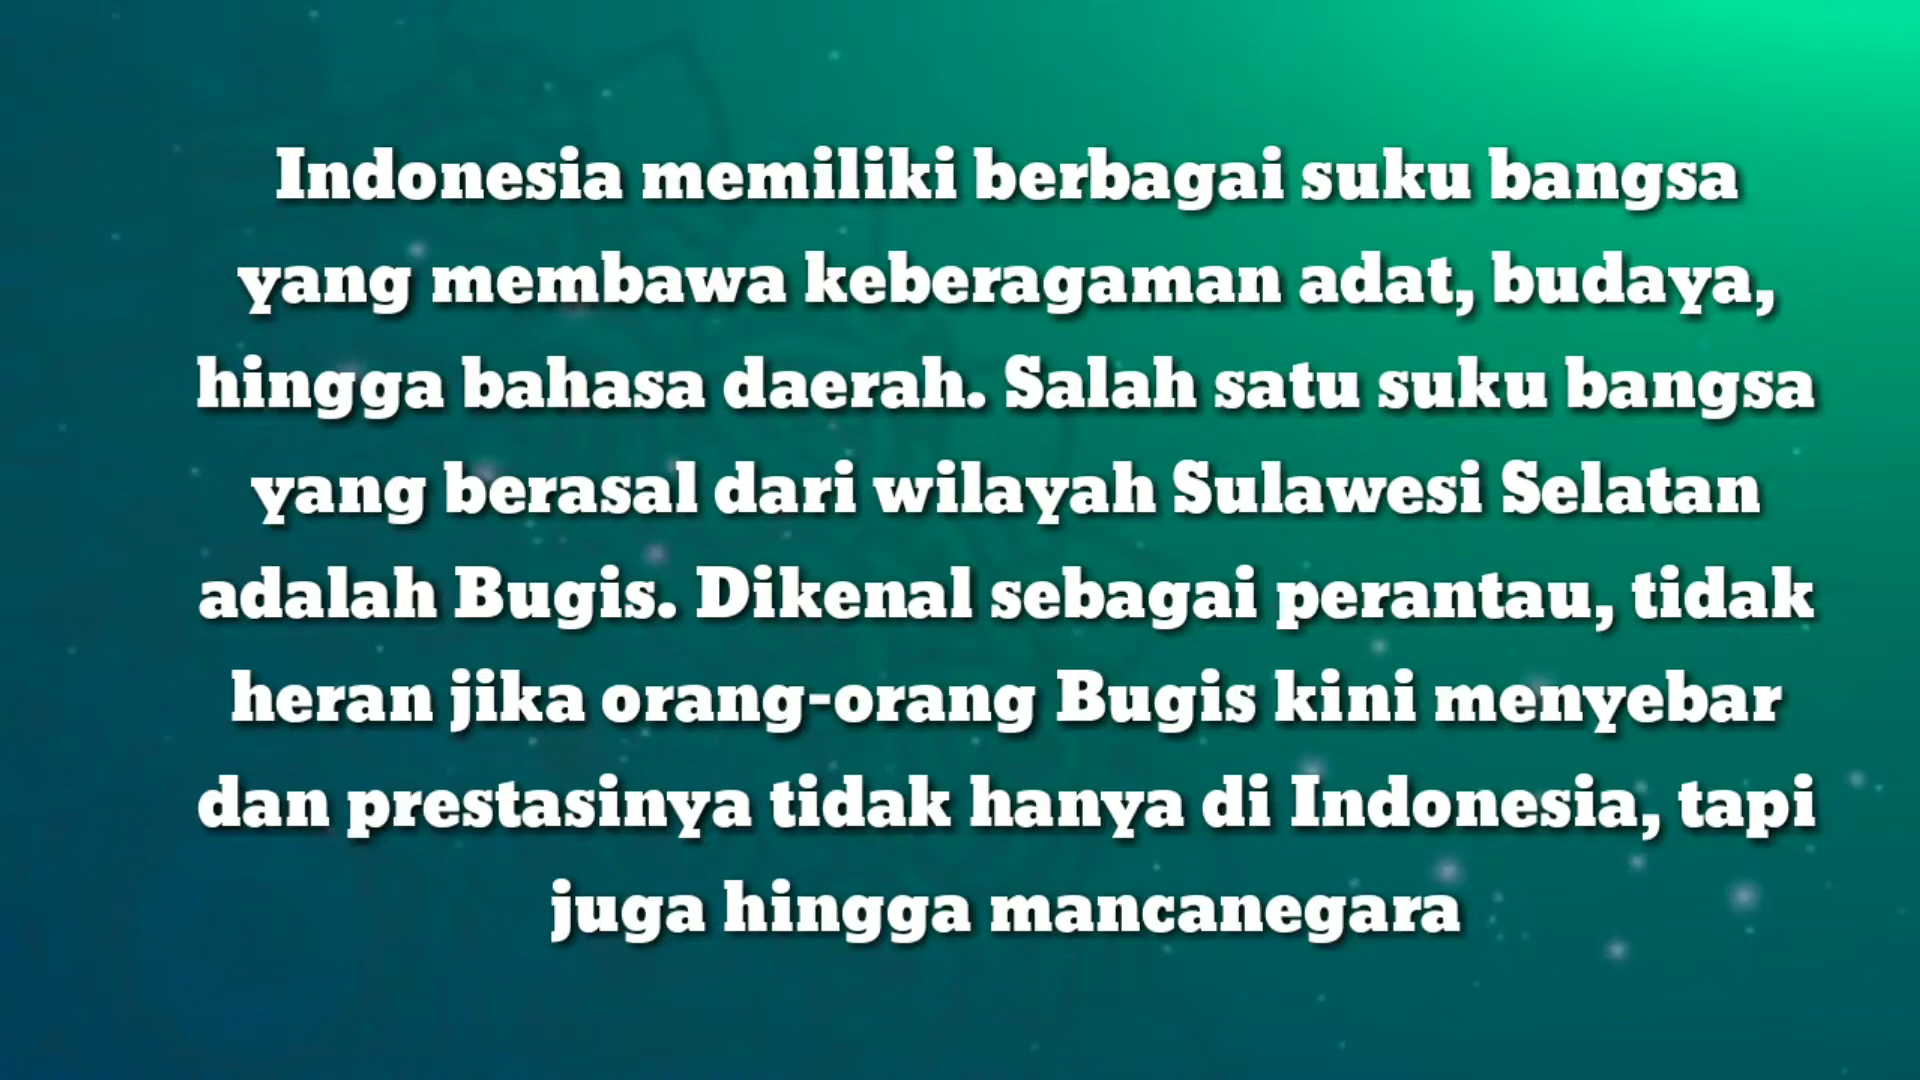 Indonesia memiliki berbagai suku bangsa
yang membawa keberagaman adat, budaya,
hingga bahasa daerah. Salah satu suku bangsa
yang berasal dari wilayah Sulawesi Selatan
adalah Bugis. Dikenal sebagai perantau, tidak
heran jika orang-orang Bugis kini menyebar
dan prestasinya tidak hanya di Indonesia, tapi
juga hingga mancanegara